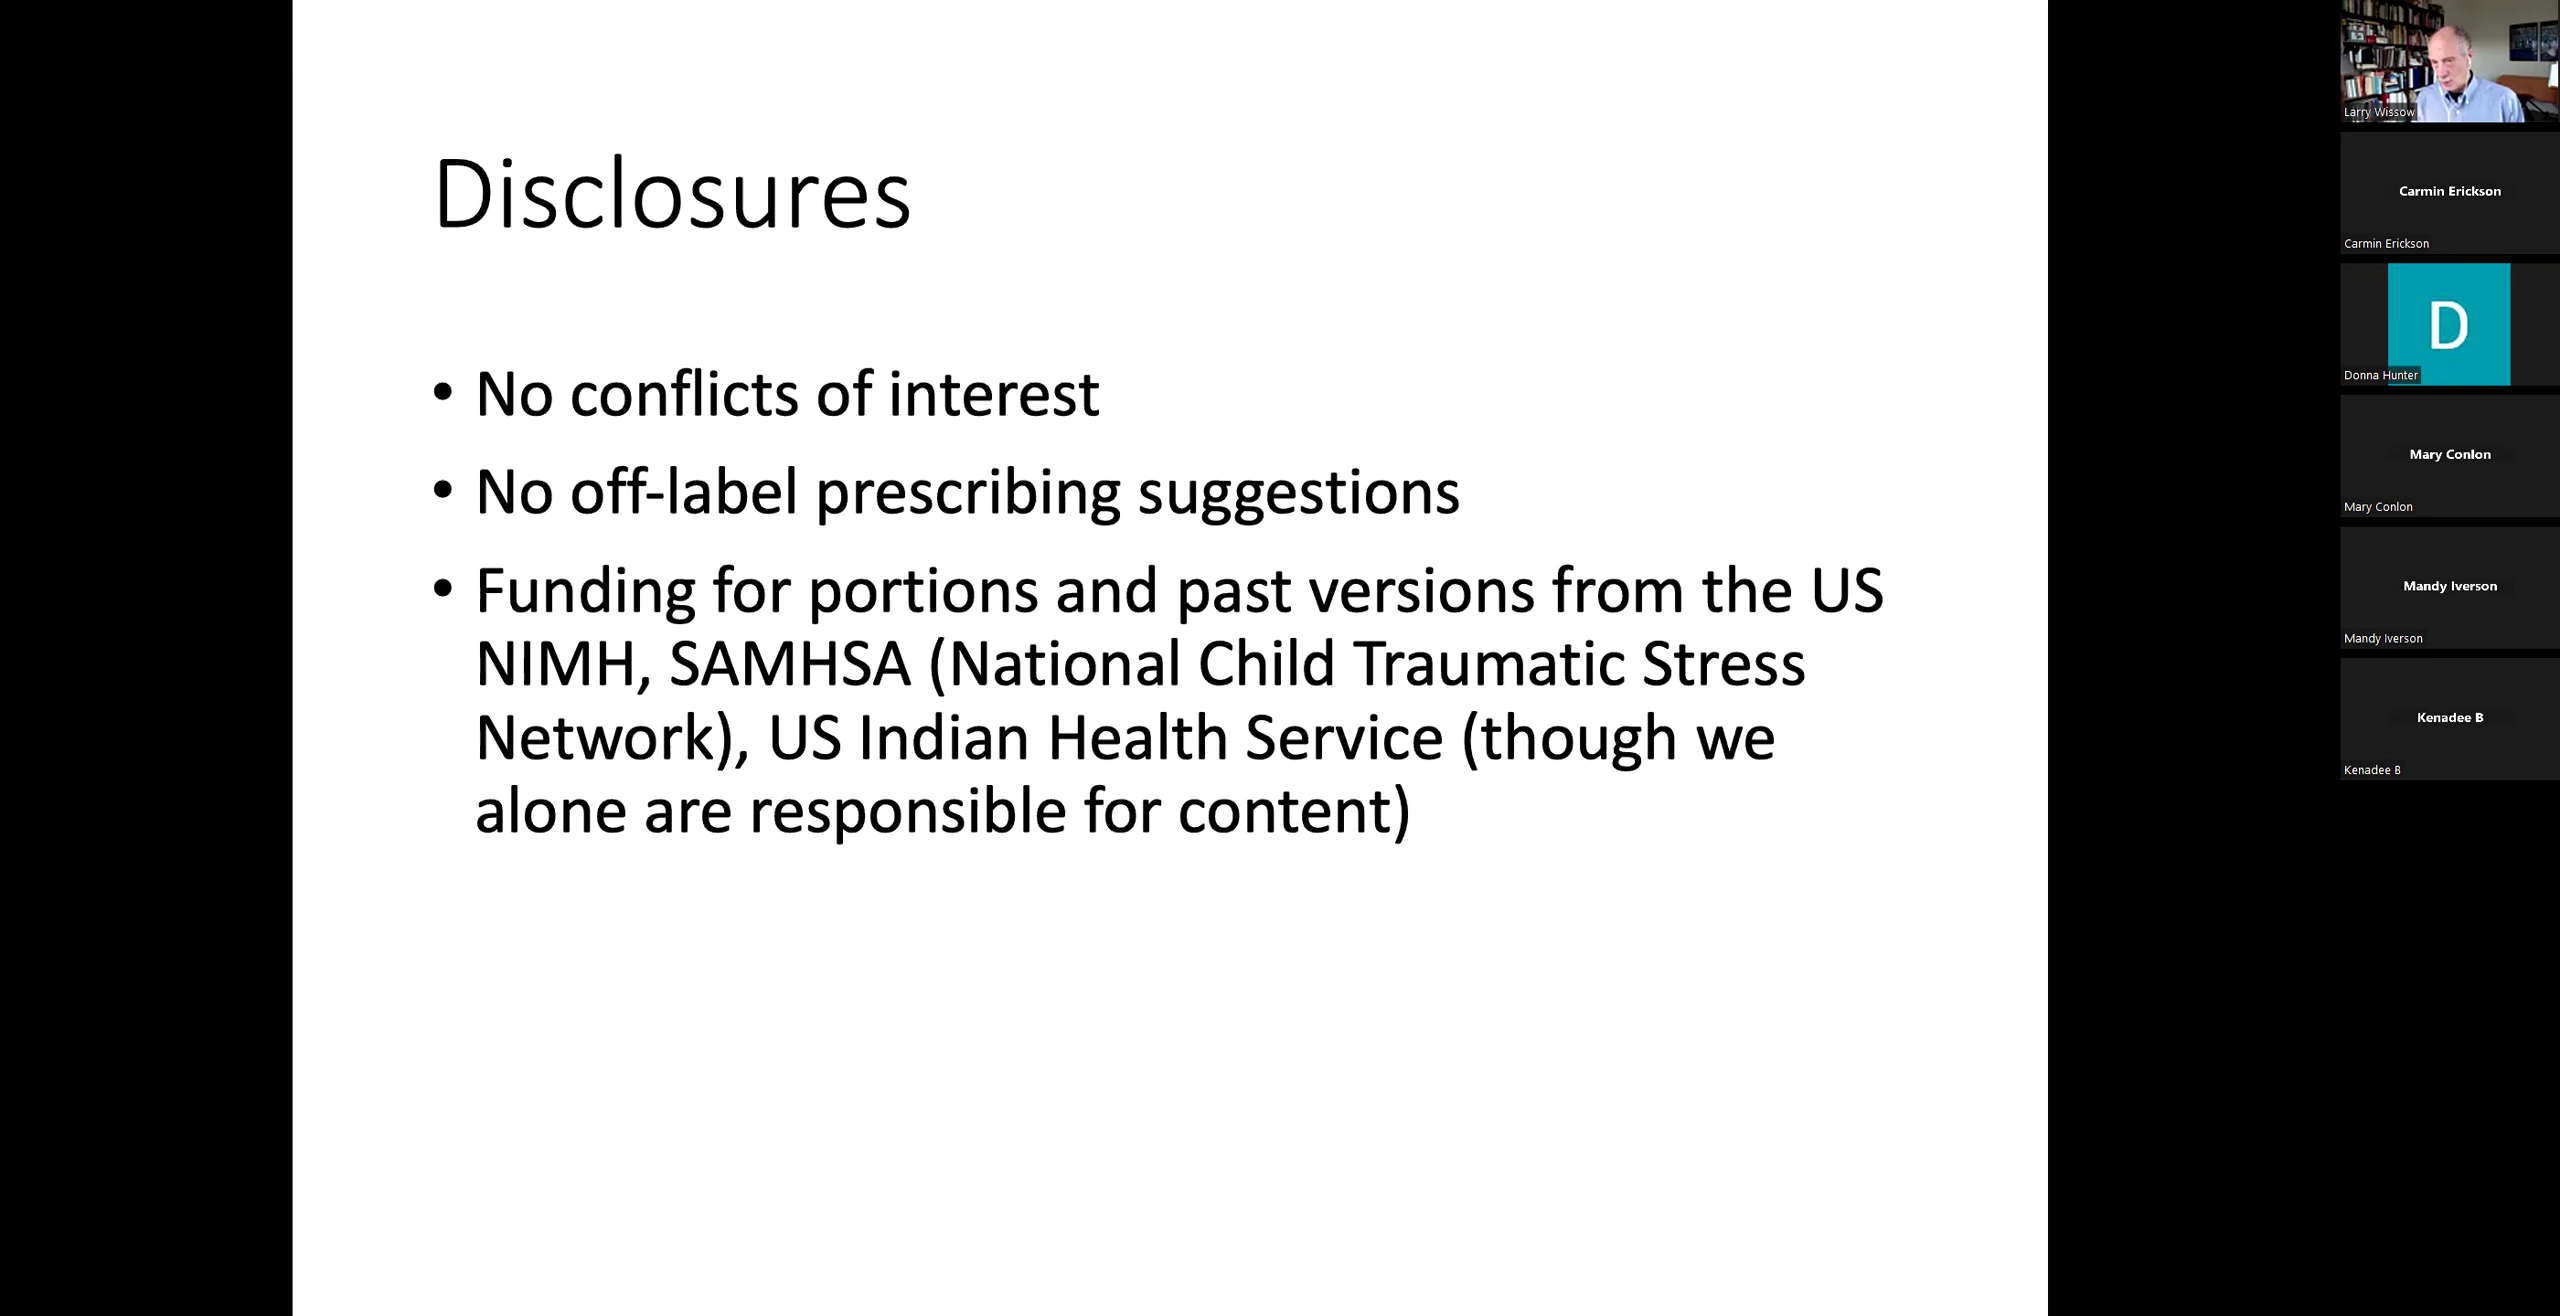 Disclosures
• No conflicts of interest
• No off-label prescribing suggestions
• Funding for portions and past versions from the US
NIMH, SAMHSA (National Child Traumatic Stress
Network), US Indian Health Service (though we
alone are responsible for content)
Larry Wissow
Carmin Erickson
Carmin Erickson
D
Donna Hunter
Mary Conlon
Mary Conlon
Mandy Iverson
Mandy Iverson
Kenadee B
Kenadee B